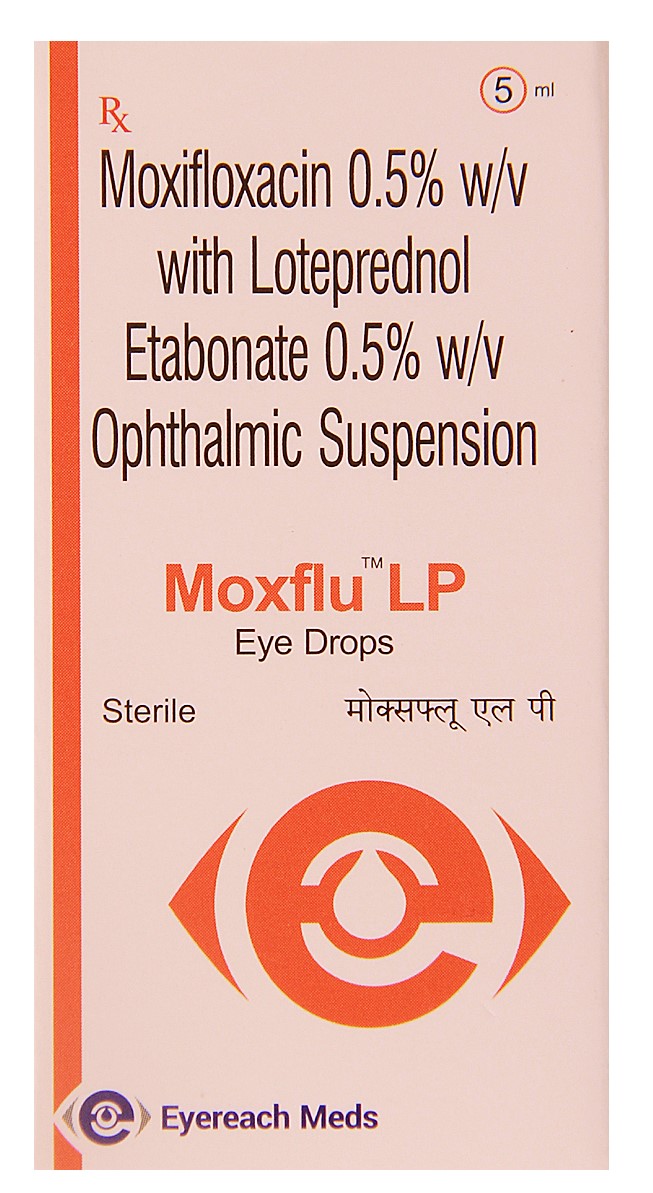 5 ml
Rx
Moxifloxacin 0.5% w/v
with Loteprednol
Etabonate 0.5% w/v
Ophthalmic Suspension
Moxflu™ LP
Eye Drops
Sterile मोक्सफ्लू एल पी
Eyereach Meds